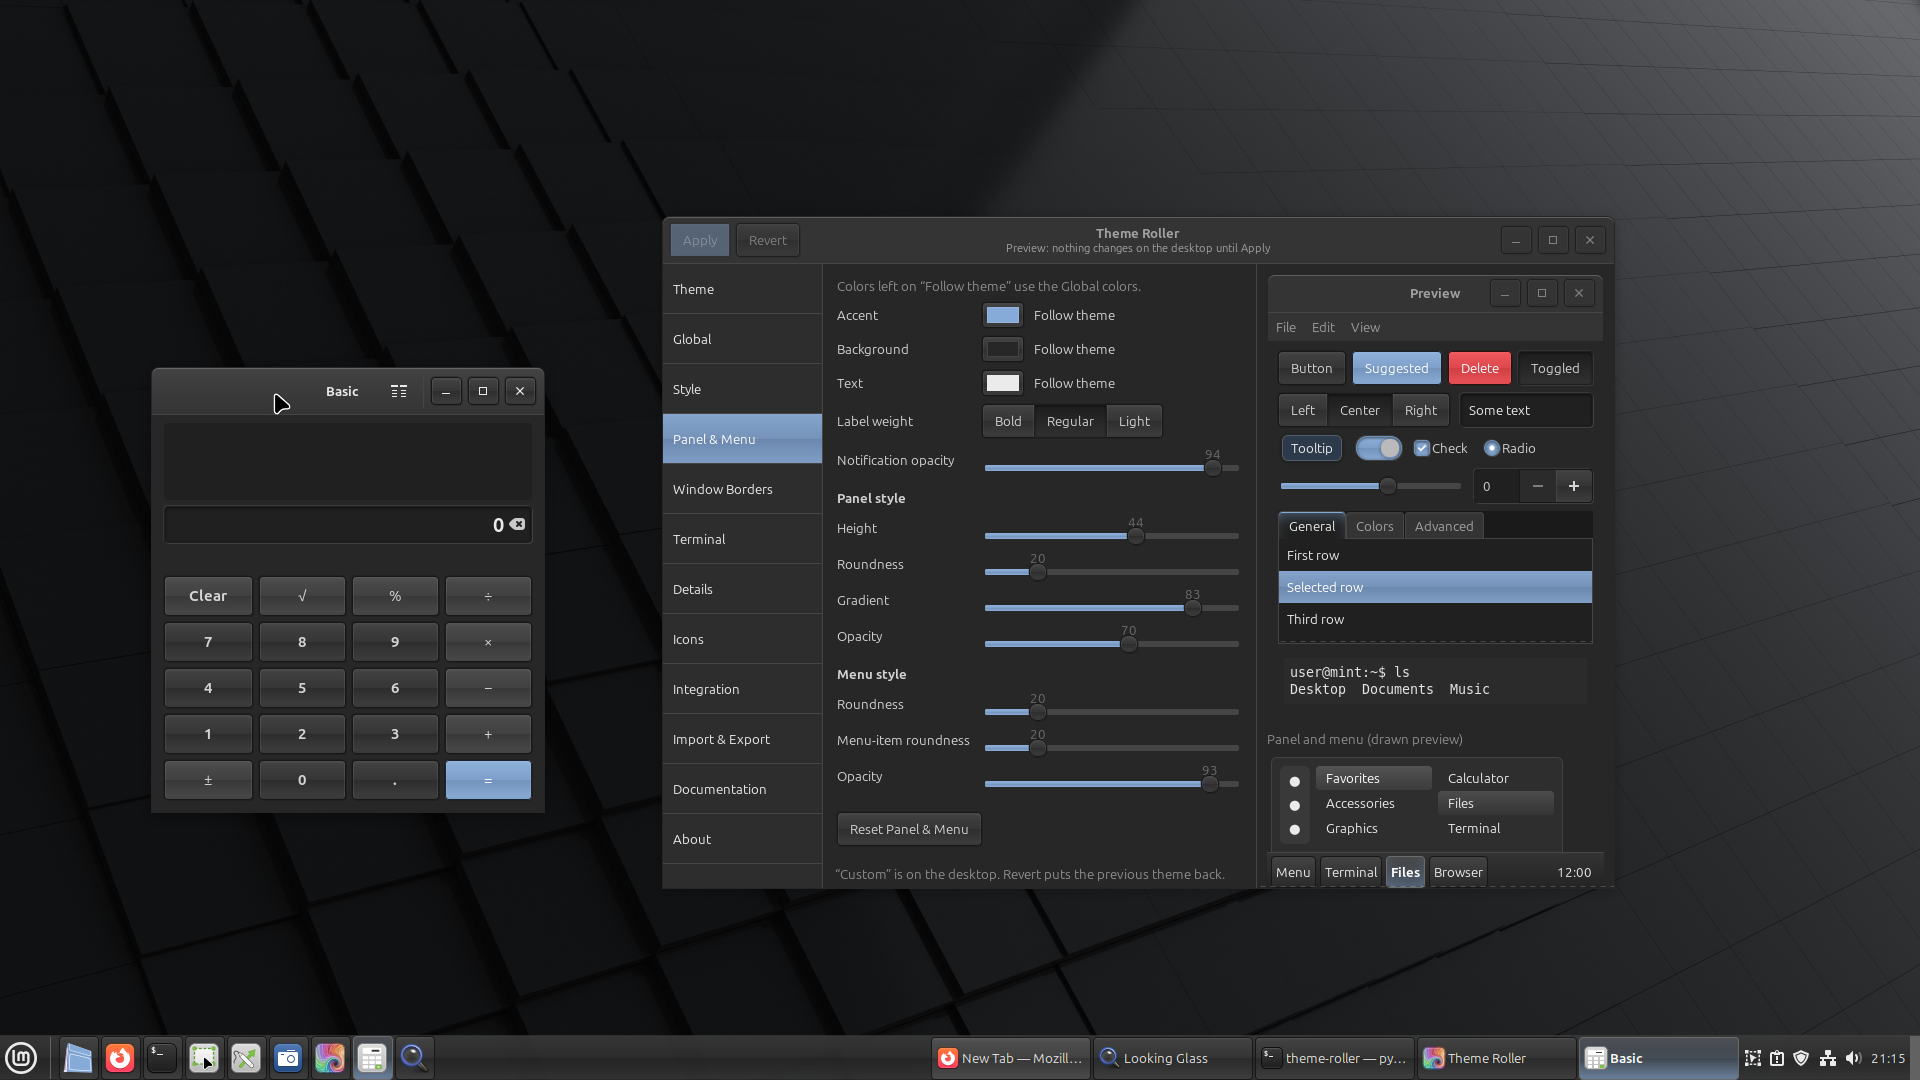 Basic
0
Clear √ % ÷
7 8 9 ×
4 5 6 −
1 2 3 +
± 0 . =
Apply Revert
Theme Roller
Preview: nothing changes on the desktop until Apply
Theme
Global
Style
Panel & Menu
Window Borders
Terminal
Details
Icons
Integration
Import & Export
Documentation
About
Colors left on “Follow theme” use the Global colors.
Accent Follow theme
Background Follow theme
Text Follow theme
Label weight Bold Regular Light
Notification opacity 94
Panel style
Height 44
Roundness 20
Gradient 83
Opacity 70
Menu style
Roundness 20
Menu-item roundness 20
Opacity 93
Reset Panel & Menu
“Custom” is on the desktop. Revert puts the previous theme back.
Preview
File Edit View
Button Suggested Delete Toggled
Left Center Right Some text
Tooltip Check Radio
0 − +
General Colors Advanced
First row
Selected row
Third row
user@mint:~$ ls
Desktop Documents Music
Panel and menu (drawn preview)
Favorites Calculator
Accessories Files
Graphics Terminal
Menu Terminal Files Browser 12:00
New Tab — Mozill... Looking Glass theme-roller — py... Theme Roller Basic 21:15